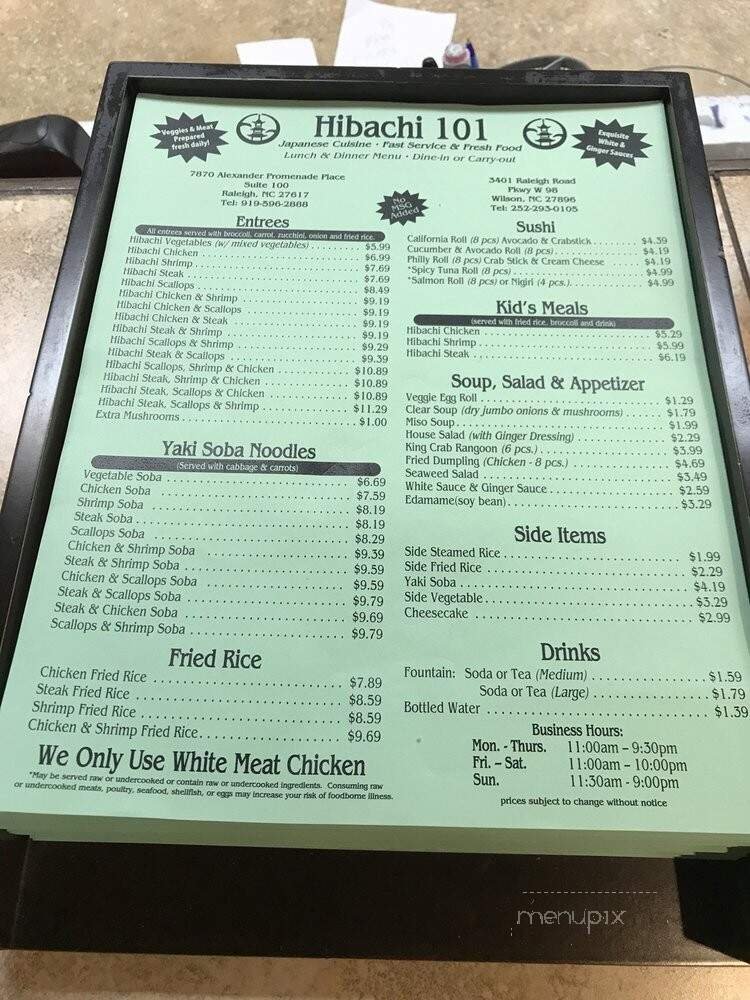 Veggies & Meat
Prepared
fresh daily!
Hibachi 101
Japanese Cuisine · Fast Service & Fresh Food
Lunch & Dinner Menu · Dine-in or Carry-out
Exquisite
White &
Ginger Sauces
7870 Alexander Promenade Place
Suite 100
Raleigh, NC 27617
Tel: 919-596-2888
No
MSG
Added
3401 Raleigh Road
Pkwy W 98
Wilson, NC 27896
Tel: 252-293-0105
Entrees
All entrees served with broccoli, carrot, zucchini, onion and fried rice.
Hibachi Vegetables (w/ mixed vegetables) $5.99
Hibachi Chicken $6.99
Hibachi Shrimp $7.69
Hibachi Steak $7.69
Hibachi Scallops $8.49
Hibachi Chicken & Shrimp $9.19
Hibachi Chicken & Scallops $9.19
Hibachi Chicken & Steak $9.19
Hibachi Steak & Shrimp $9.19
Hibachi Scallops & Shrimp $9.29
Hibachi Steak & Scallops $9.39
Hibachi Scallops, Shrimp & Chicken $10.89
Hibachi Steak, Shrimp & Chicken $10.89
Hibachi Steak, Scallops & Chicken $10.89
Hibachi Steak, Scallops & Shrimp $11.29
Extra Mushrooms $1.00
Yaki Soba Noodles
(Served with cabbage & carrots)
Vegetable Soba $6.69
Chicken Soba $7.59
Shrimp Soba $8.19
Steak Soba $8.19
Scallops Soba $8.29
Chicken & Shrimp Soba $9.39
Steak & Shrimp Soba $9.59
Chicken & Scallops Soba $9.59
Steak & Scallops Soba $9.79
Steak & Chicken Soba $9.69
Scallops & Shrimp Soba $9.79
Fried Rice
Chicken Fried Rice $7.89
Steak Fried Rice $8.59
Shrimp Fried Rice $8.59
Chicken & Shrimp Fried Rice $9.69
We Only Use White Meat Chicken
*May be served raw or undercooked or contain raw or undercooked ingredients. Consuming raw
or undercooked meats, poultry, seafood, shellfish, or eggs may increase your risk of foodborne illness.
Sushi
California Roll (8 pcs) Avocado & Crabstick $4.39
Cucumber & Avocado Roll (8 pcs) $4.19
Philly Roll (8 pcs) Crab Stick & Cream Cheese $4.19
*Spicy Tuna Roll (8 pcs) $4.99
*Salmon Roll (8 pcs) or Nigiri (4 pcs.) $4.99
Kid's Meals
(served with fried rice, broccoli and drink)
Hibachi Chicken $5.29
Hibachi Shrimp $5.99
Hibachi Steak $6.19
Soup, Salad & Appetizer
Veggie Egg Roll $1.29
Clear Soup (dry jumbo onions & mushrooms) $1.79
Miso Soup $1.99
House Salad (with Ginger Dressing) $2.29
King Crab Rangoon (6 pcs.) $3.99
Fried Dumpling (Chicken - 8 pcs.) $4.69
Seaweed Salad $3.49
White Sauce & Ginger Sauce $2.59
Edamame(soy bean) $3.29
Side Items
Side Steamed Rice $1.99
Side Fried Rice $2.29
Yaki Soba $4.19
Side Vegetable $3.29
Cheesecake $2.99
Drinks
Fountain: Soda or Tea (Medium) $1.59
Soda or Tea (Large) $1.79
Bottled Water $1.39
Business Hours:
Mon. - Thurs. 11:00am – 9:30pm
Fri. – Sat. 11:00am – 10:00pm
Sun. 11:30am - 9:00pm
prices subject to change without notice
menupix